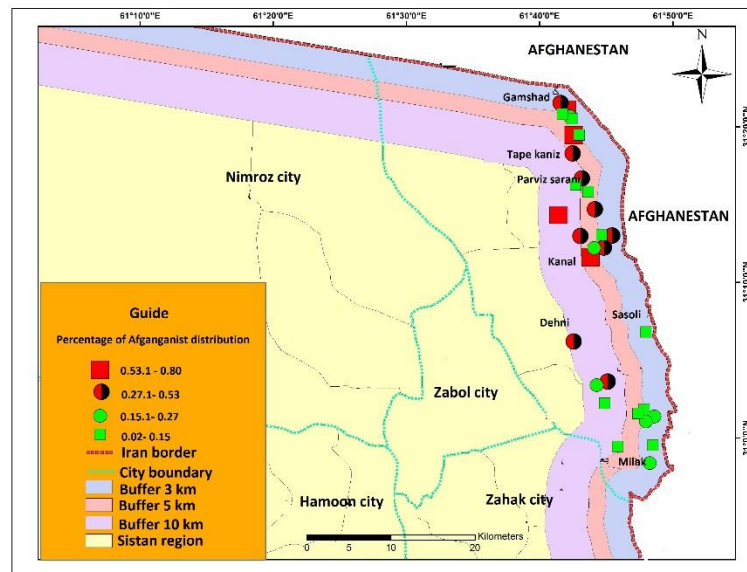 61°10'0"E 61°20'0"E 61°30'0"E 61°40'0"E 61°50'0"E
AFGHANESTAN
N
Gamshad
Tape kaniz
Nimroz city
Parviz sarani
AFGHANESTAN
Kanal
Guide
Percentage of Afganganist distribution
0.53.1 - 0.80
0.27.1- 0.53
0.15.1- 0.27
0.02- 0.15
Iran border
City boundary
Buffer 3 km
Buffer 5 km
Buffer 10 km
Sistan region
Sasoli
Dehni
Zabol city
Milak
Hamoon city
Zahak city
Kilometers
0 5 10 20